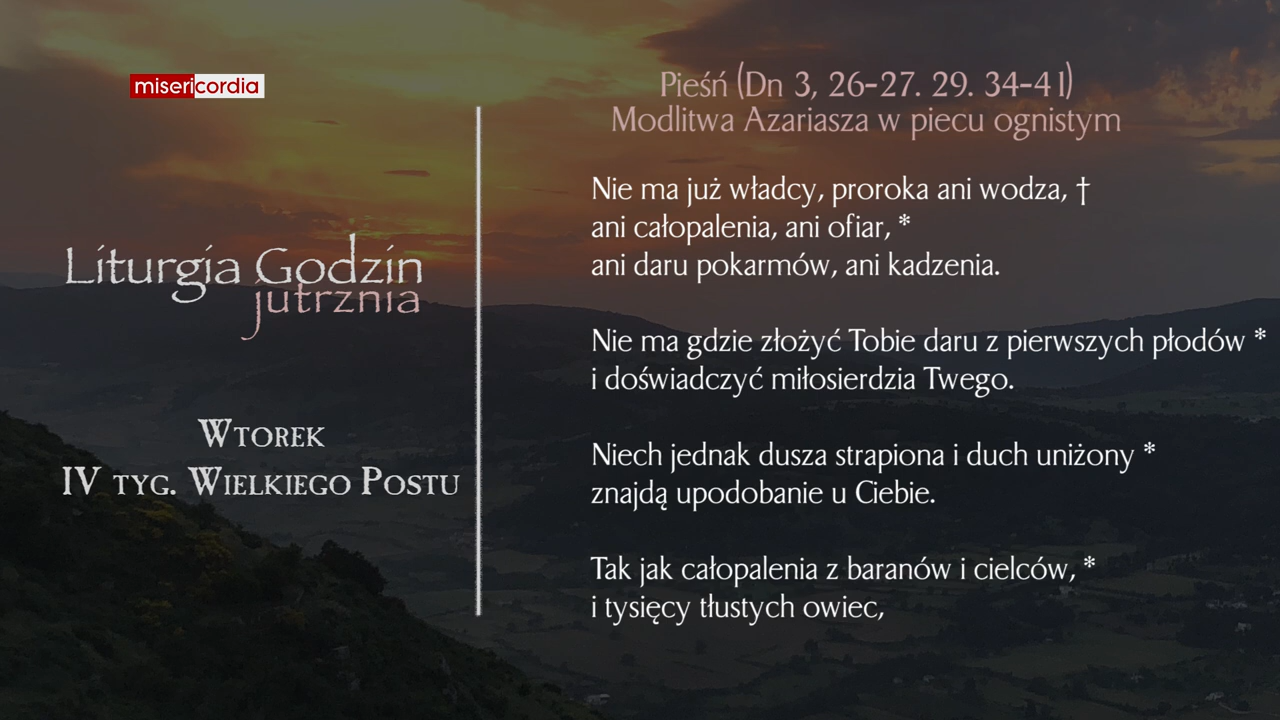 misericordia
Liturgia Godzin
jutrznia
Wtorek
IV tyg. Wielkiego Postu
Pieśń (Dn 3, 26-27. 29. 34-41)
Modlitwa Azariasza w piecu ognistym
Nie ma już władcy, proroka ani wodza, †
ani całopalenia, ani ofiar, *
ani daru pokarmów, ani kadzenia.
Nie ma gdzie złożyć Tobie daru z pierwszych płodów *
i doświadczyć miłosierdzia Twego.
Niech jednak dusza strapiona i duch uniżony *
znajdą upodobanie u Ciebie.
Tak jak całopalenia z baranów i cielców, *
i tysięcy tłustych owiec,